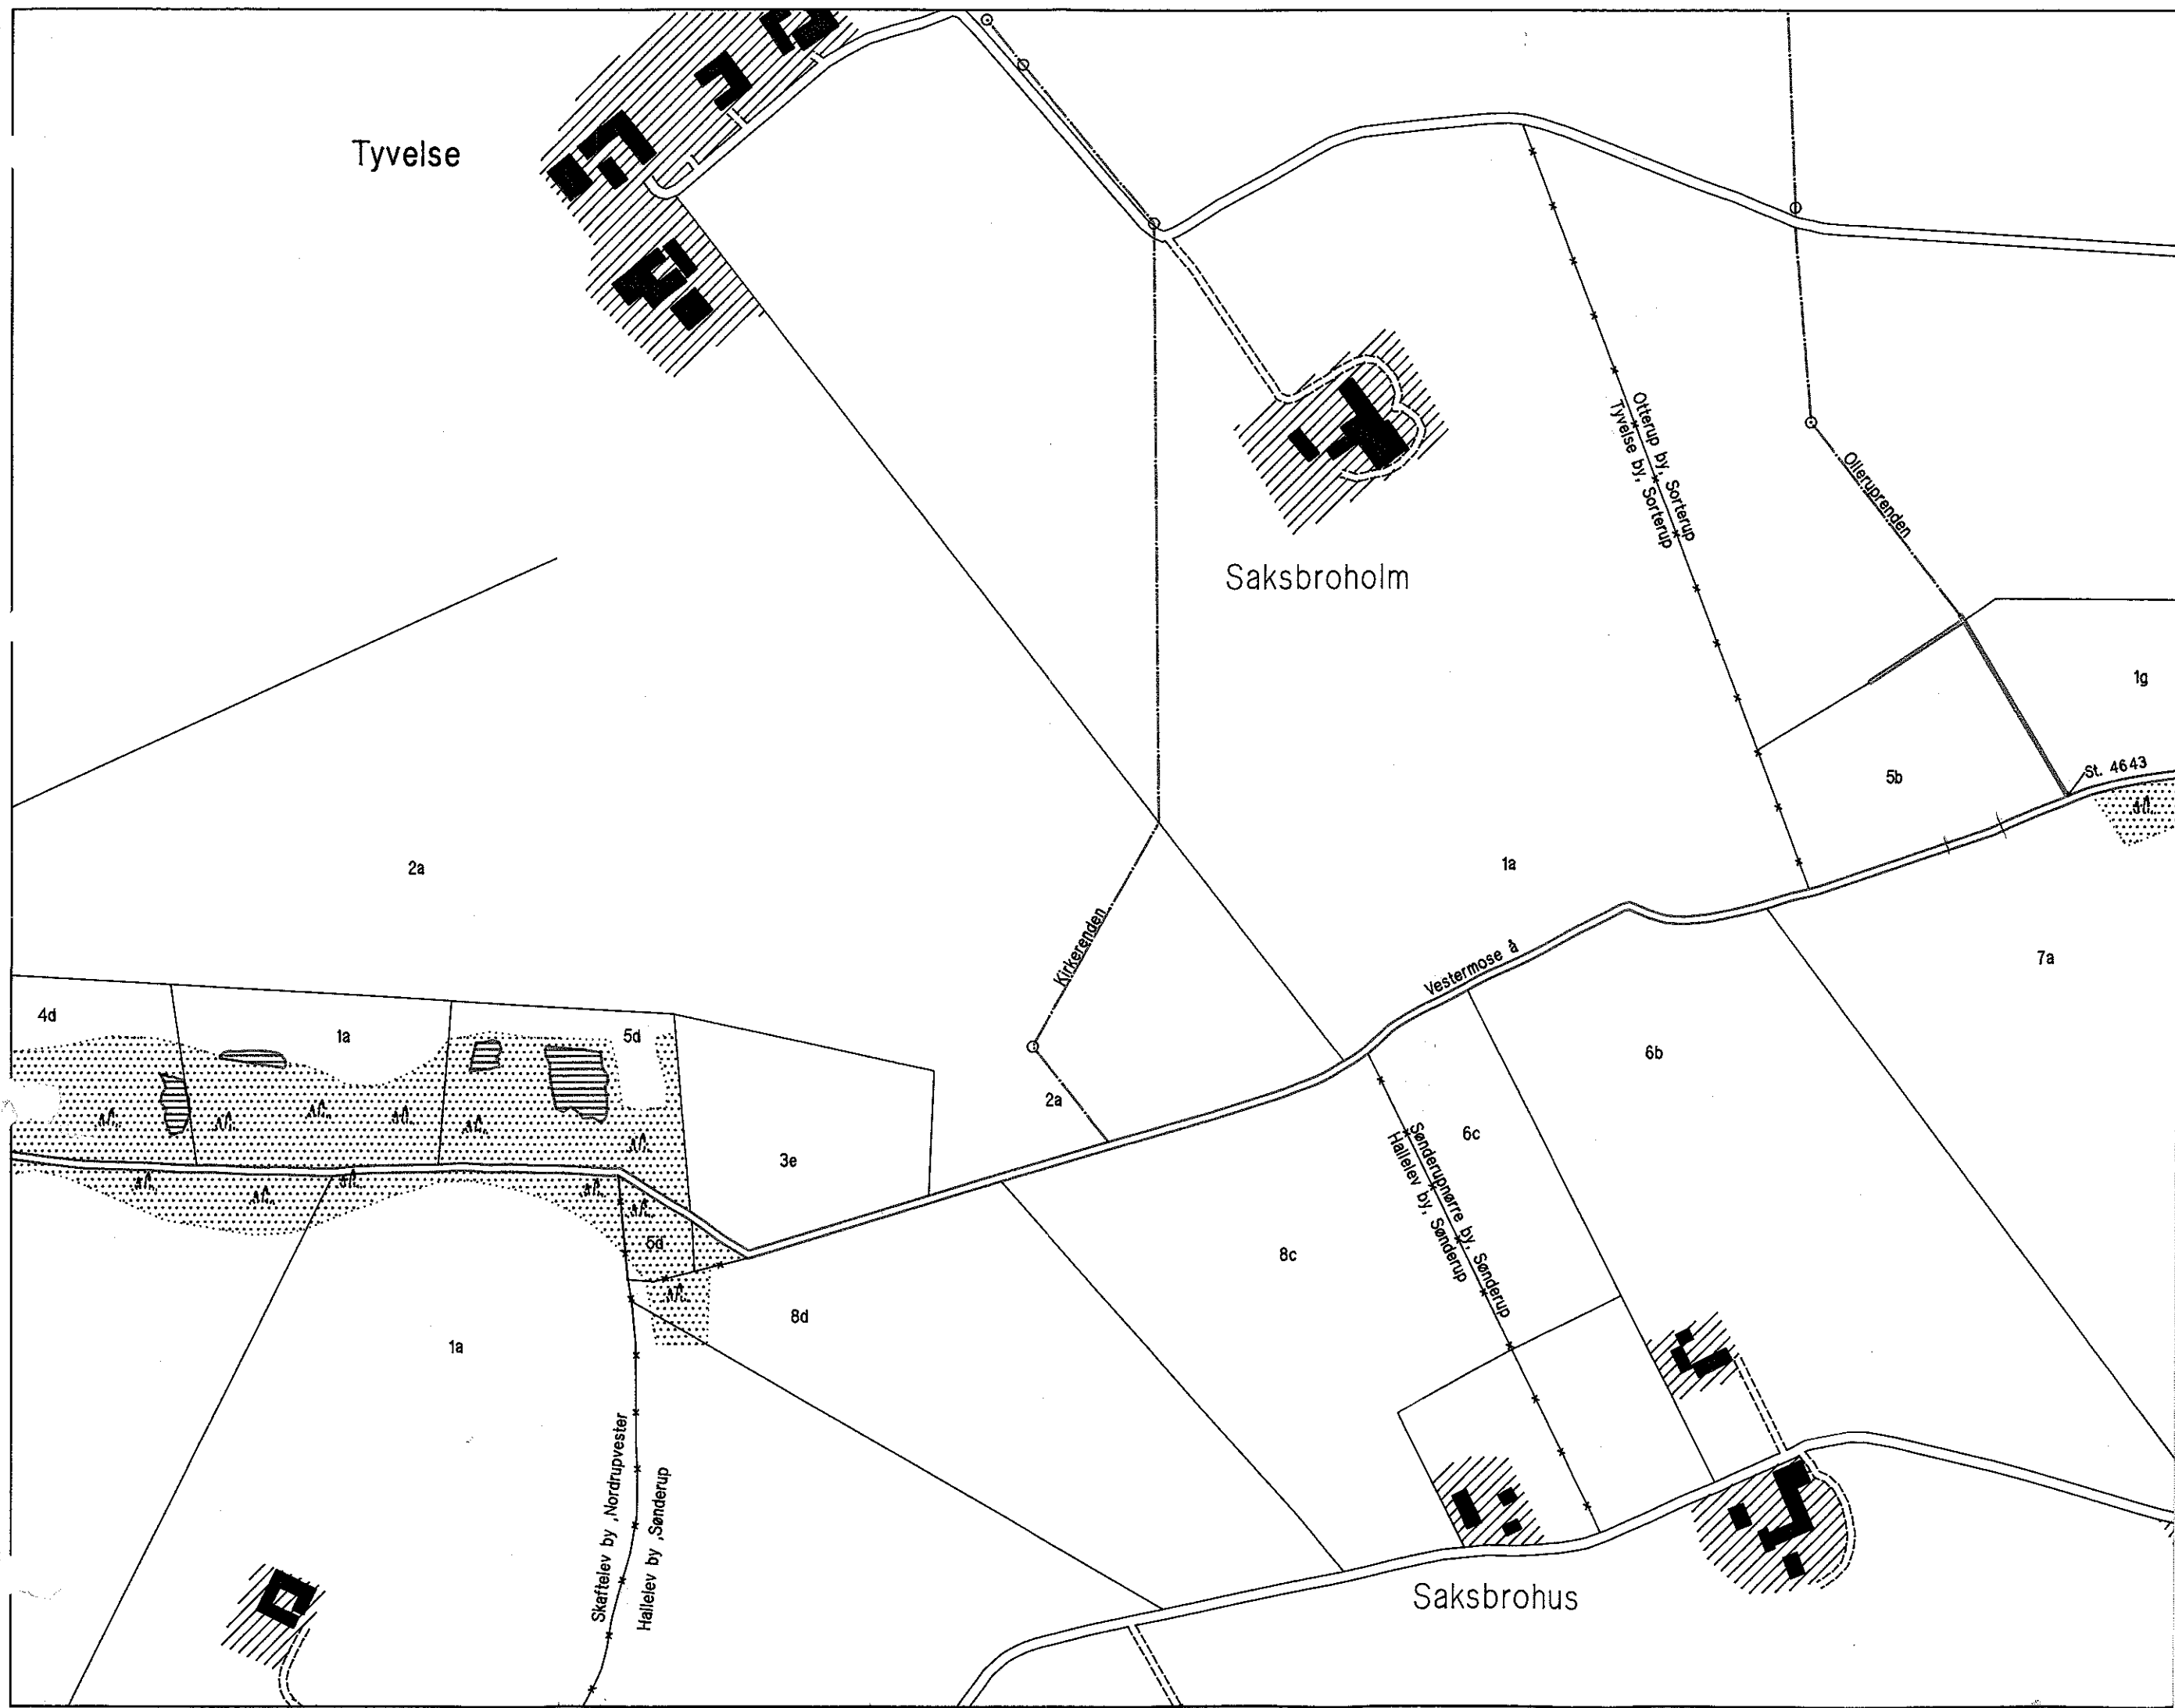 Tyvelse
Otterup by, Sorterup
Tyvelse by, Sorterup
Olleruprenden
Saksbroholm
1g
St. 4643
5b
2a
1a
Kirkerenden
Vestermose å
7a
4d
1a
5d
6b
2a
6c
3e
Sønderupnørre by, Sønderup
Hallelev by, Sønderup
5d
8c
8d
1a
Skaftelev by ,Nordrupvester
Hallelev by ,Sønderup
Saksbrohus